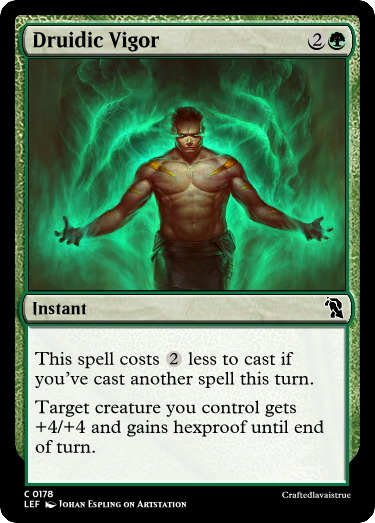 Druidic Vigor 2
Instant
This spell costs 2 less to cast if
you've cast another spell this turn.
Target creature you control gets
+4/+4 and gains hexproof until end
of turn.
C 0178
LEF Johan Espling on Artstation
Craftedlavaistrue